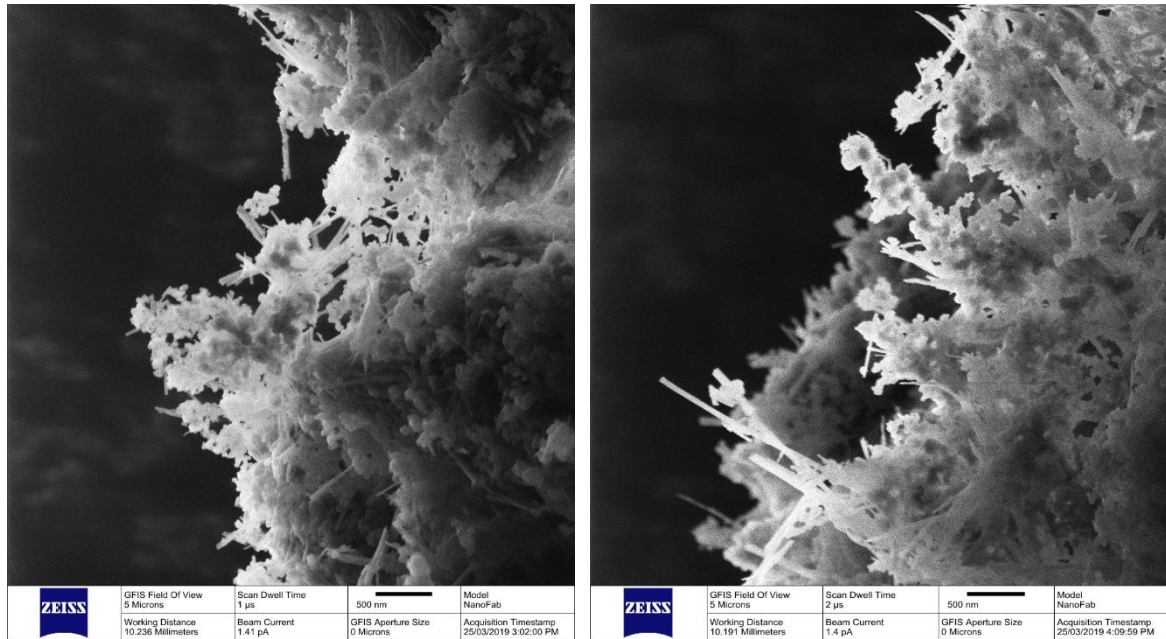 ZEISS
GFIS Field Of View
5 Microns
Scan Dwell Time
1 µs
500 nm
Model
NanoFab
Working Distance
10.236 Millimeters
Beam Current
1.41 pA
GFIS Aperture Size
0 Microns
Acquisition Timestamp
25/03/2019 3:02:00 PM
ZEISS
GFIS Field Of View
5 Microns
Scan Dwell Time
2 µs
500 nm
Model
NanoFab
Working Distance
10.191 Millimeters
Beam Current
1.4 pA
GFIS Aperture Size
0 Microns
Acquisition Timestamp
25/03/2019 4:09:59 PM